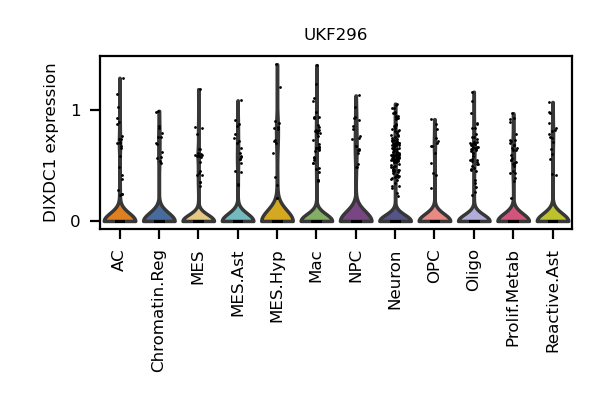 UKF296
DIXDC1 expression
1
0
AC
Chromatin.Reg
MES
MES.Ast
MES.Hyp
Mac
NPC
Neuron
OPC
Oligo
Prolif.Metab
Reactive.Ast